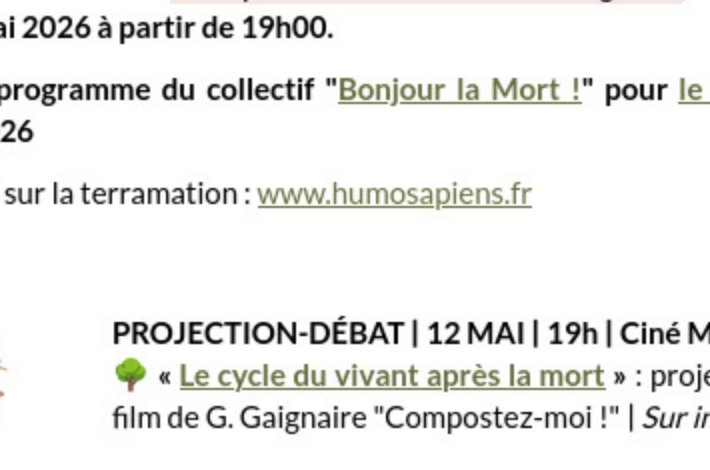 ai 2026 à partir de 19h00.
programme du collectif "Bonjour la Mort !" pour le
26
sur la terramation : www.humosapiens.fr
PROJECTION-DÉBAT | 12 MAI | 19h | Ciné M
« Le cycle du vivant après la mort » : proje
film de G. Gaignaire "Compostez-moi !" | Sur in